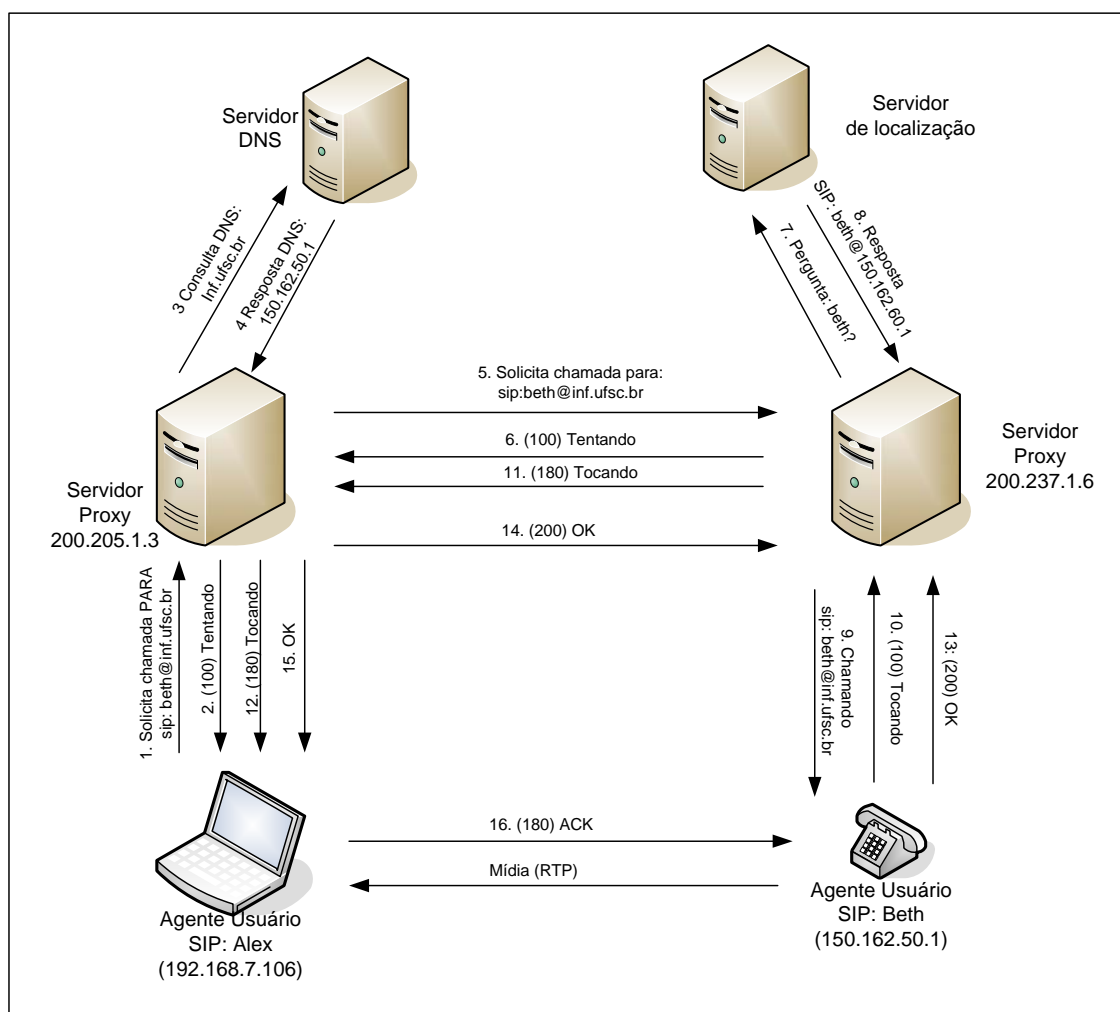 Servidor
DNS
Servidor
de localização
3 Consulta DNS:
Inf.ufsc.br
4 Resposta DNS:
150.162.50.1
7. Pergunta: beth?
8. Resposta
SIP: beth@150.162.60.1
5. Solicita chamada para:
sip:beth@inf.ufsc.br
6. (100) Tentando
11. (180) Tocando
14. (200) OK
Servidor
Proxy
200.205.1.3
Servidor
Proxy
200.237.1.6
1. Solicita chamada PARA
sip: beth@inf.ufsc.br
2. (100) Tentando
12. (180) Tocando
15. OK
9. Chamando
sip: beth@inf.ufsc.br
10. (100) Tocando
13: (200) OK
16. (180) ACK
Mídia (RTP)
Agente Usuário
SIP: Alex
(192.168.7.106)
Agente Usuário
SIP: Beth
(150.162.50.1)